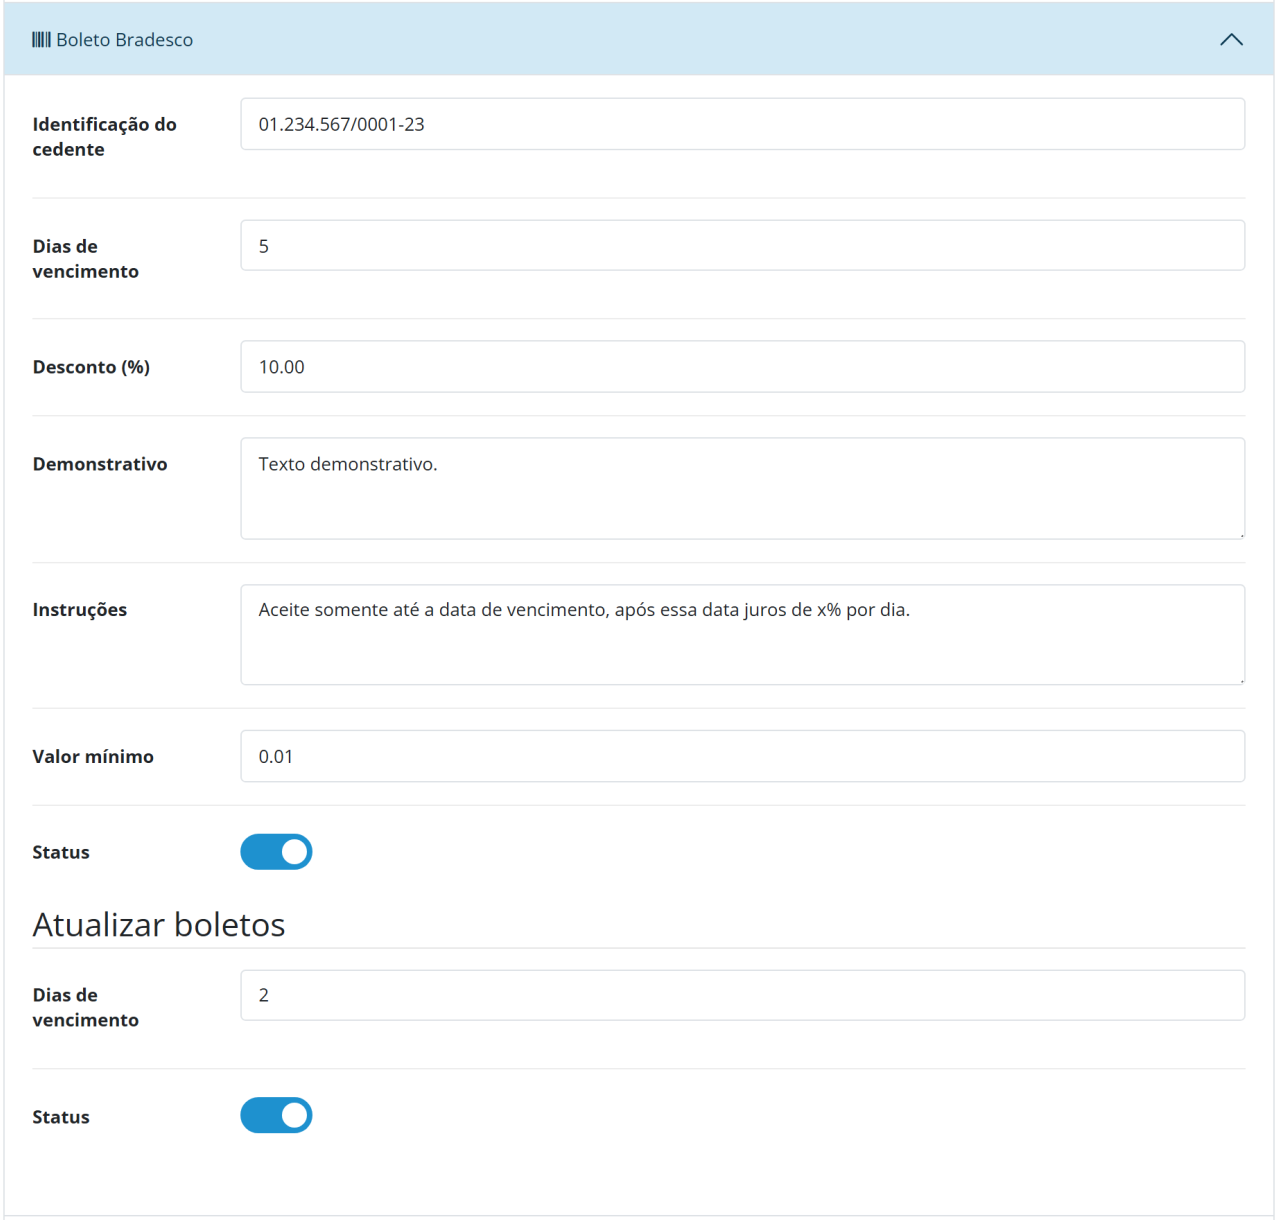 Boleto Bradesco
Identificação do
cedente
01.234.567/0001-23
Dias de
vencimento
5
Desconto (%)
10.00
Demonstrativo
Texto demonstrativo.
Instruções
Aceite somente até a data de vencimento, após essa data juros de x% por dia.
Valor mínimo
0.01
Status
Atualizar boletos
Dias de
vencimento
2
Status